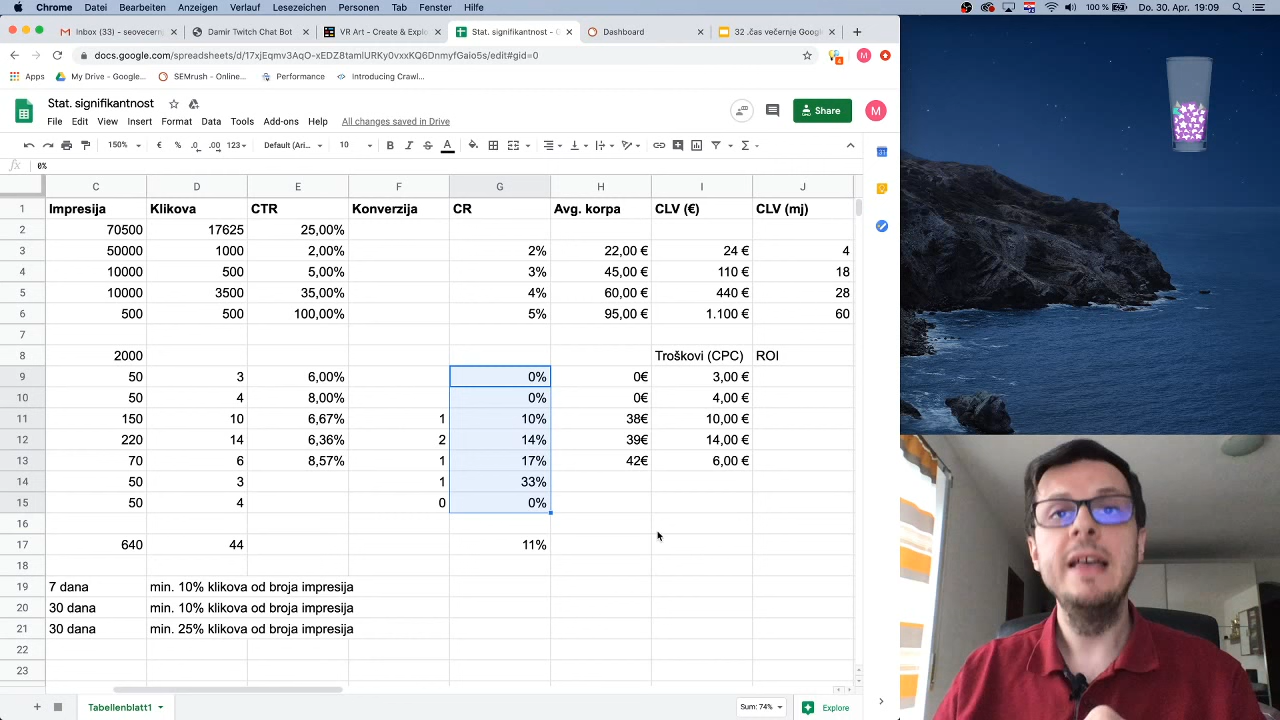 Chrome Datei Bearbeiten Anzeigen Verlauf Lesezeichen Personen Tab Fenster Hilfe 100 % Do. 30. Apr. 19:09
Inbox (33) - seovecern Damir Twitch Chat Bot VR Art - Create & Explo Stat. signifikantnost - G Dashboard 32 .čas večernje Googl
docs.google.com/spreadsheets/d/17xjEqmv3AqO-xEDZ8tamlURKy0vxxKQ6DnmyfGaio5s/edit#gid=0 M
Apps My Drive - Google... SEMrush - Online... Performance Introducing Crawl...
Stat. signifikantnost
File Edit View Insert Format Data Tools Add-ons Help All changes saved in Drive Share M
150% € % .0 .00 123 Default (Ari... 10 B I S A
fx 0%
C D E F G H I J
1 Impresija Klikova CTR Konverzija CR Avg. korpa CLV (€) CLV (mj)
2 70500 17625 25,00%
3 50000 1000 2,00% 2% 22,00 € 24 € 4
4 10000 500 5,00% 3% 45,00 € 110 € 18
5 10000 3500 35,00% 4% 60,00 € 440 € 28
6 500 500 100,00% 5% 95,00 € 1.100 € 60
7
8 2000 Troškovi (CPC) ROI
9 50 3 6,00% 0% 0€ 3,00 €
10 50 4 8,00% 0% 0€ 4,00 €
11 150 10 6,67% 1 10% 38€ 10,00 €
12 220 14 6,36% 2 14% 39€ 14,00 €
13 70 6 8,57% 1 17% 42€ 6,00 €
14 50 3 1 33%
15 50 4 0 0%
16
17 640 44 11%
18
19 7 dana min. 10% klikova od broja impresija
20 30 dana min. 10% klikova od broja impresija
21 30 dana min. 25% klikova od broja impresija
22
23
Tabellenblatt1 Sum: 74% Explore